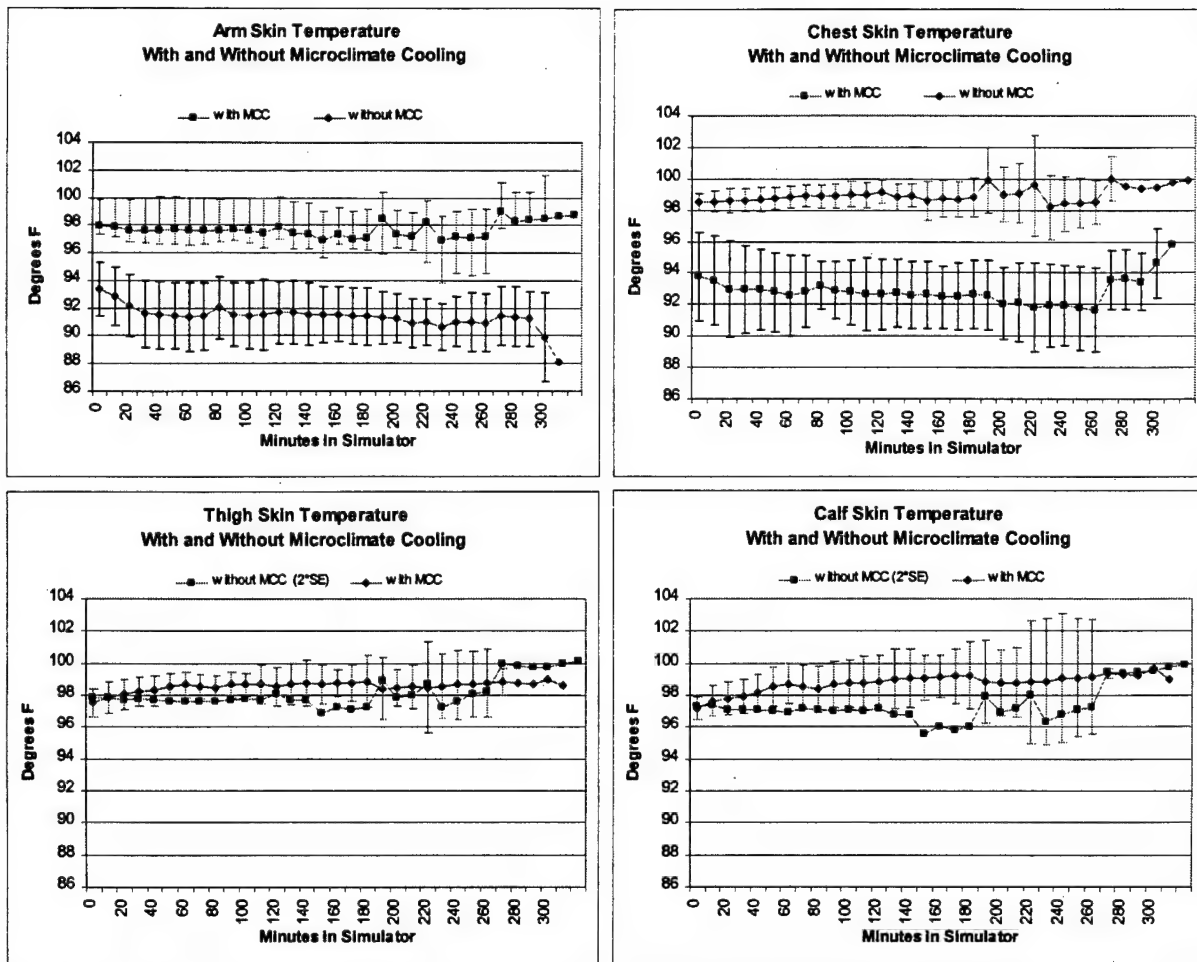 Arm Skin Temperature
With and Without Microclimate Cooling
with MCC without MCC
Degrees F
104
102
100
98
96
94
92
90
88
86
0 20 40 60 80 100 120 140 160 180 200 220 240 260 280 300
Minutes in Simulator
Chest Skin Temperature
With and Without Microclimate Cooling
with MCC without MCC
Degrees F
104
102
100
98
96
94
92
90
88
86
0 20 40 60 80 100 120 140 160 180 200 220 240 260 280 300
Minutes in Simulator
Thigh Skin Temperature
With and Without Microclimate Cooling
without MCC (2*SE) with MCC
Degrees F
104
102
100
98
96
94
92
90
88
86
0 20 40 60 80 100 120 140 160 180 200 220 240 260 280 300
Minutes in Simulator
Calf Skin Temperature
With and Without Microclimate Cooling
without MCC (2*SE) with MCC
Degrees F
104
102
100
98
96
94
92
90
88
86
0 20 40 60 80 100 120 140 160 180 200 220 240 260 280 300
Minutes in Simulator